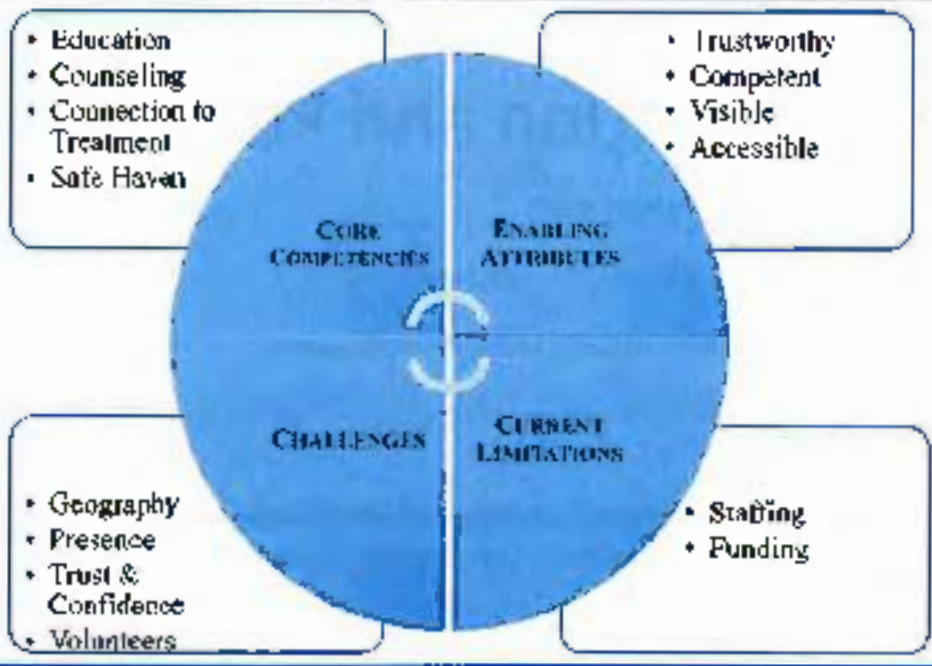 • Education
• Counseling
• Connection to
Treatment
• Safe Haven
• Trustworthy
• Competent
• Visible
• Accessible
CORE
COMPETENCIES
ENABLING
ATTRIBUTES
CHALLENGES
CURRENT
LIMITATIONS
• Geography
• Presence
• Trust &
Confidence
• Volunteers
• Staffing
• Funding